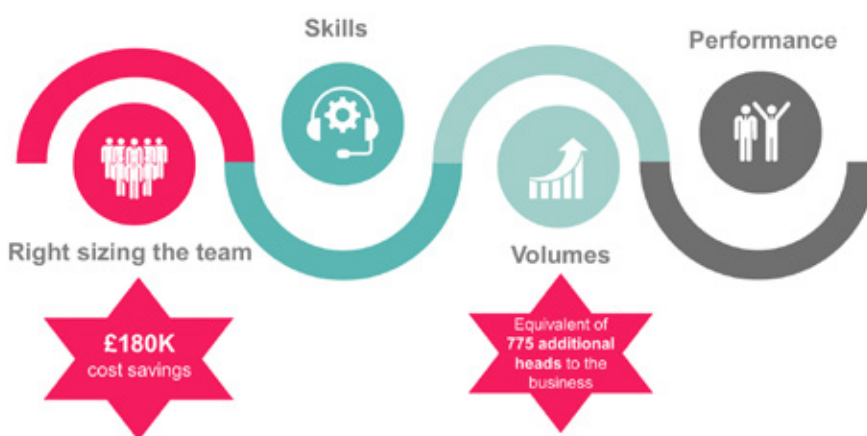 Skills
Performance
Right sizing the team
Volumes
£180K
cost savings
Equivalent of
775 additional
heads to the
business